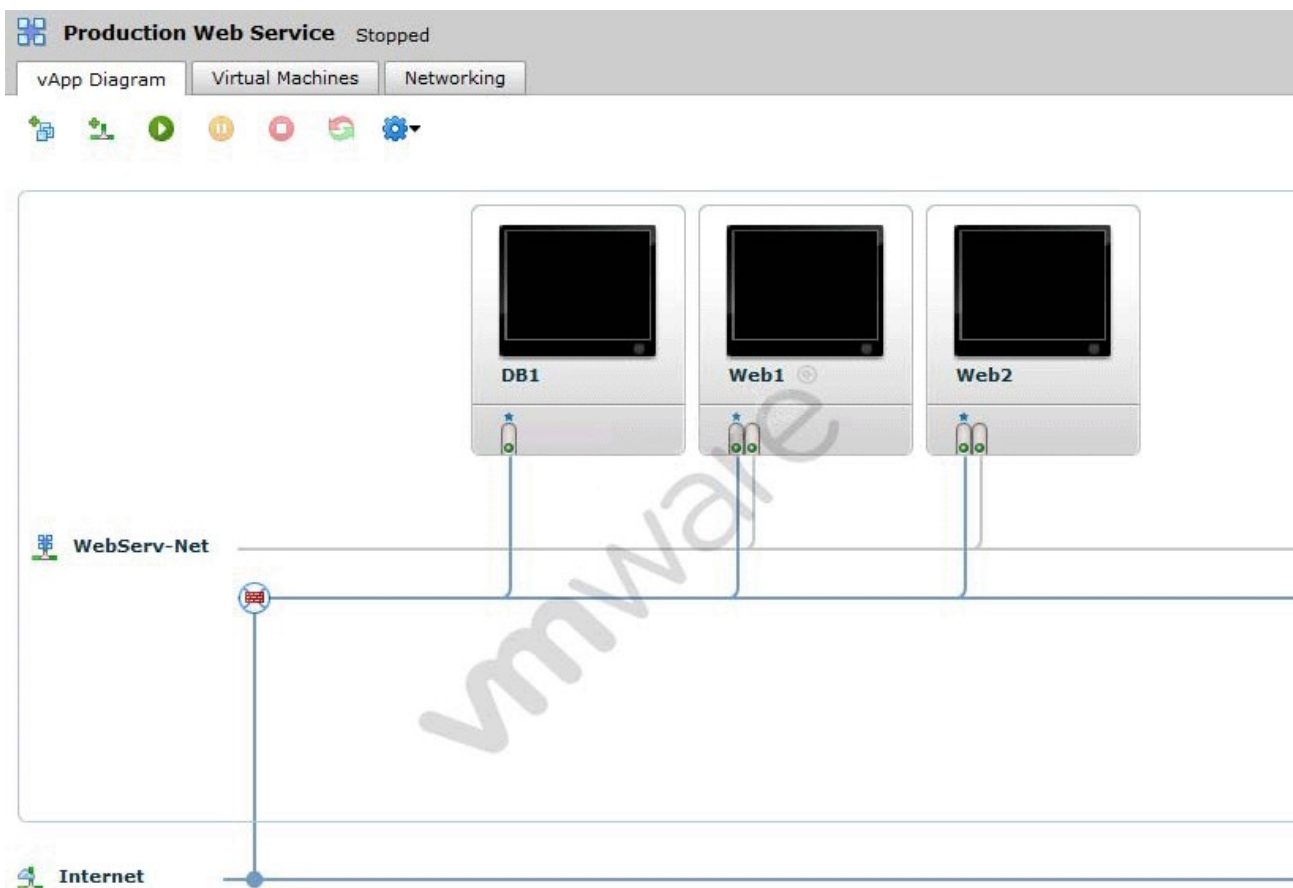 Production Web Service Stopped
vApp Diagram Virtual Machines Networking
DB1 Web1 Web2
WebServ-Net
vmware
Internet